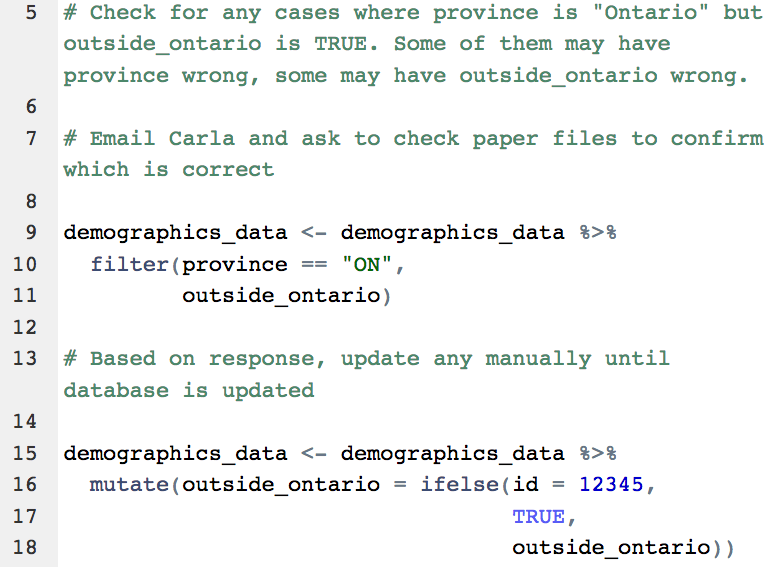 5 # Check for any cases where province is "Ontario" but
outside_ontario is TRUE. Some of them may have
province wrong, some may have outside_ontario wrong.
6
7 # Email Carla and ask to check paper files to confirm
which is correct
8
9 demographics_data <- demographics_data %>%
10   filter(province == "ON",
11          outside_ontario)
12
13 # Based on response, update any manually until
database is updated
14
15 demographics_data <- demographics_data %>%
16   mutate(outside_ontario = ifelse(id = 12345,
17                                   TRUE,
18                                   outside_ontario))